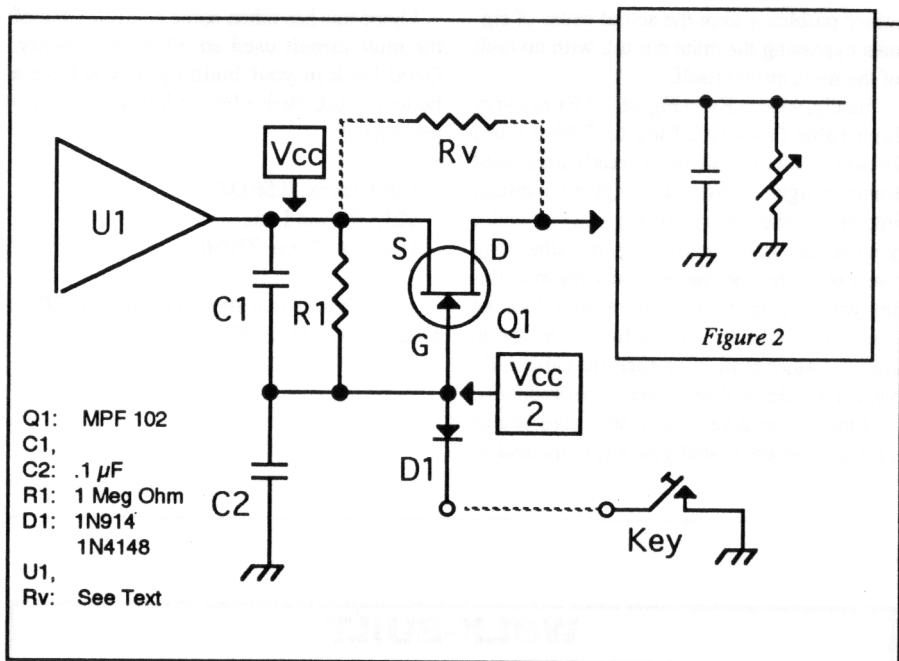 Vcc
Rv
U1
S
D
C1
R1
Q1
G
Figure 2
Vcc
2
Q1: MPF 102
C1,
C2: .1 µF
R1: 1 Meg Ohm
D1: 1N914
1N4148
U1,
Rv: See Text
C2
D1
Key